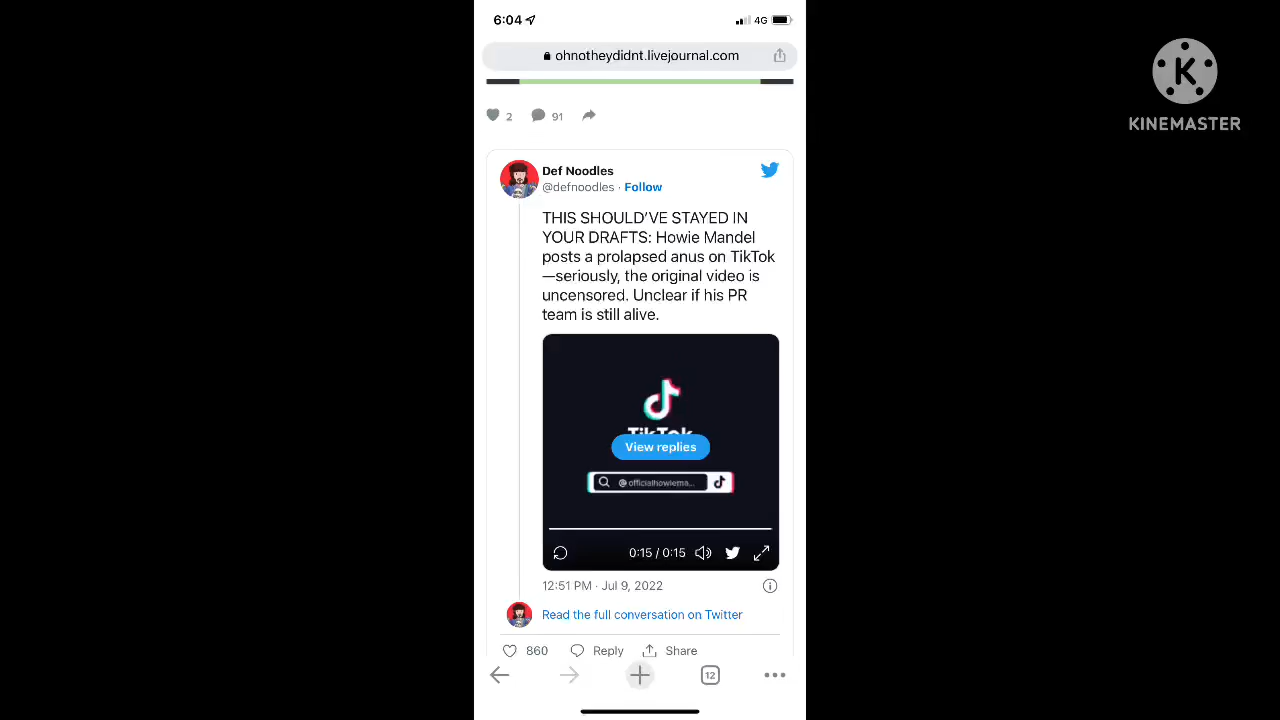 6:04
4G
ohnotheydidnt.livejournal.com
K
KINEMASTER
2 91
Def Noodles
@defnoodles · Follow
THIS SHOULD'VE STAYED IN
YOUR DRAFTS: Howie Mandel
posts a prolapsed anus on TikTok
—seriously, the original video is
uncensored. Unclear if his PR
team is still alive.
TikTok
View replies
@officialhowiema...
0:15 / 0:15
12:51 PM · Jul 9, 2022
Read the full conversation on Twitter
860 Reply Share
12